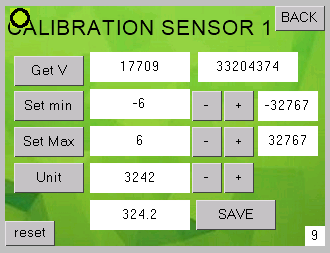 CALIBRATION SENSOR 1 BACK
Get V 17709 33204374
Set min -6 - + -32767
Set Max 6 - + 32767
Unit 3242 - +
324.2 SAVE
reset 9